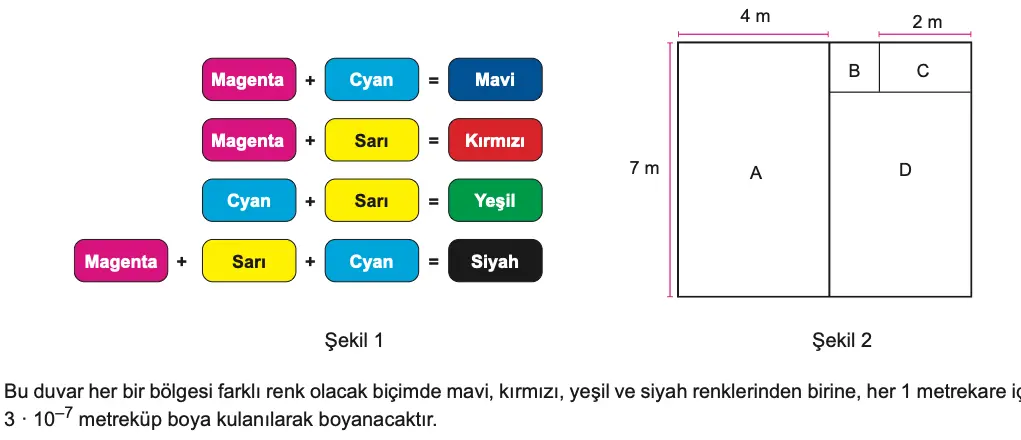 Magenta + Cyan = Mavi
Magenta + Sarı = Kırmızı
Cyan + Sarı = Yeşil
Magenta + Sarı + Cyan = Siyah
Şekil 1
4 m
2 m
B
C
7 m
A
D
Şekil 2
Bu duvar her bir bölgesi farklı renk olacak biçimde mavi, kırmızı, yeşil ve siyah renklerinden birine, her 1 metrekare
3 · 10⁻⁷ metreküp boya kulanılarak boyanacaktır.